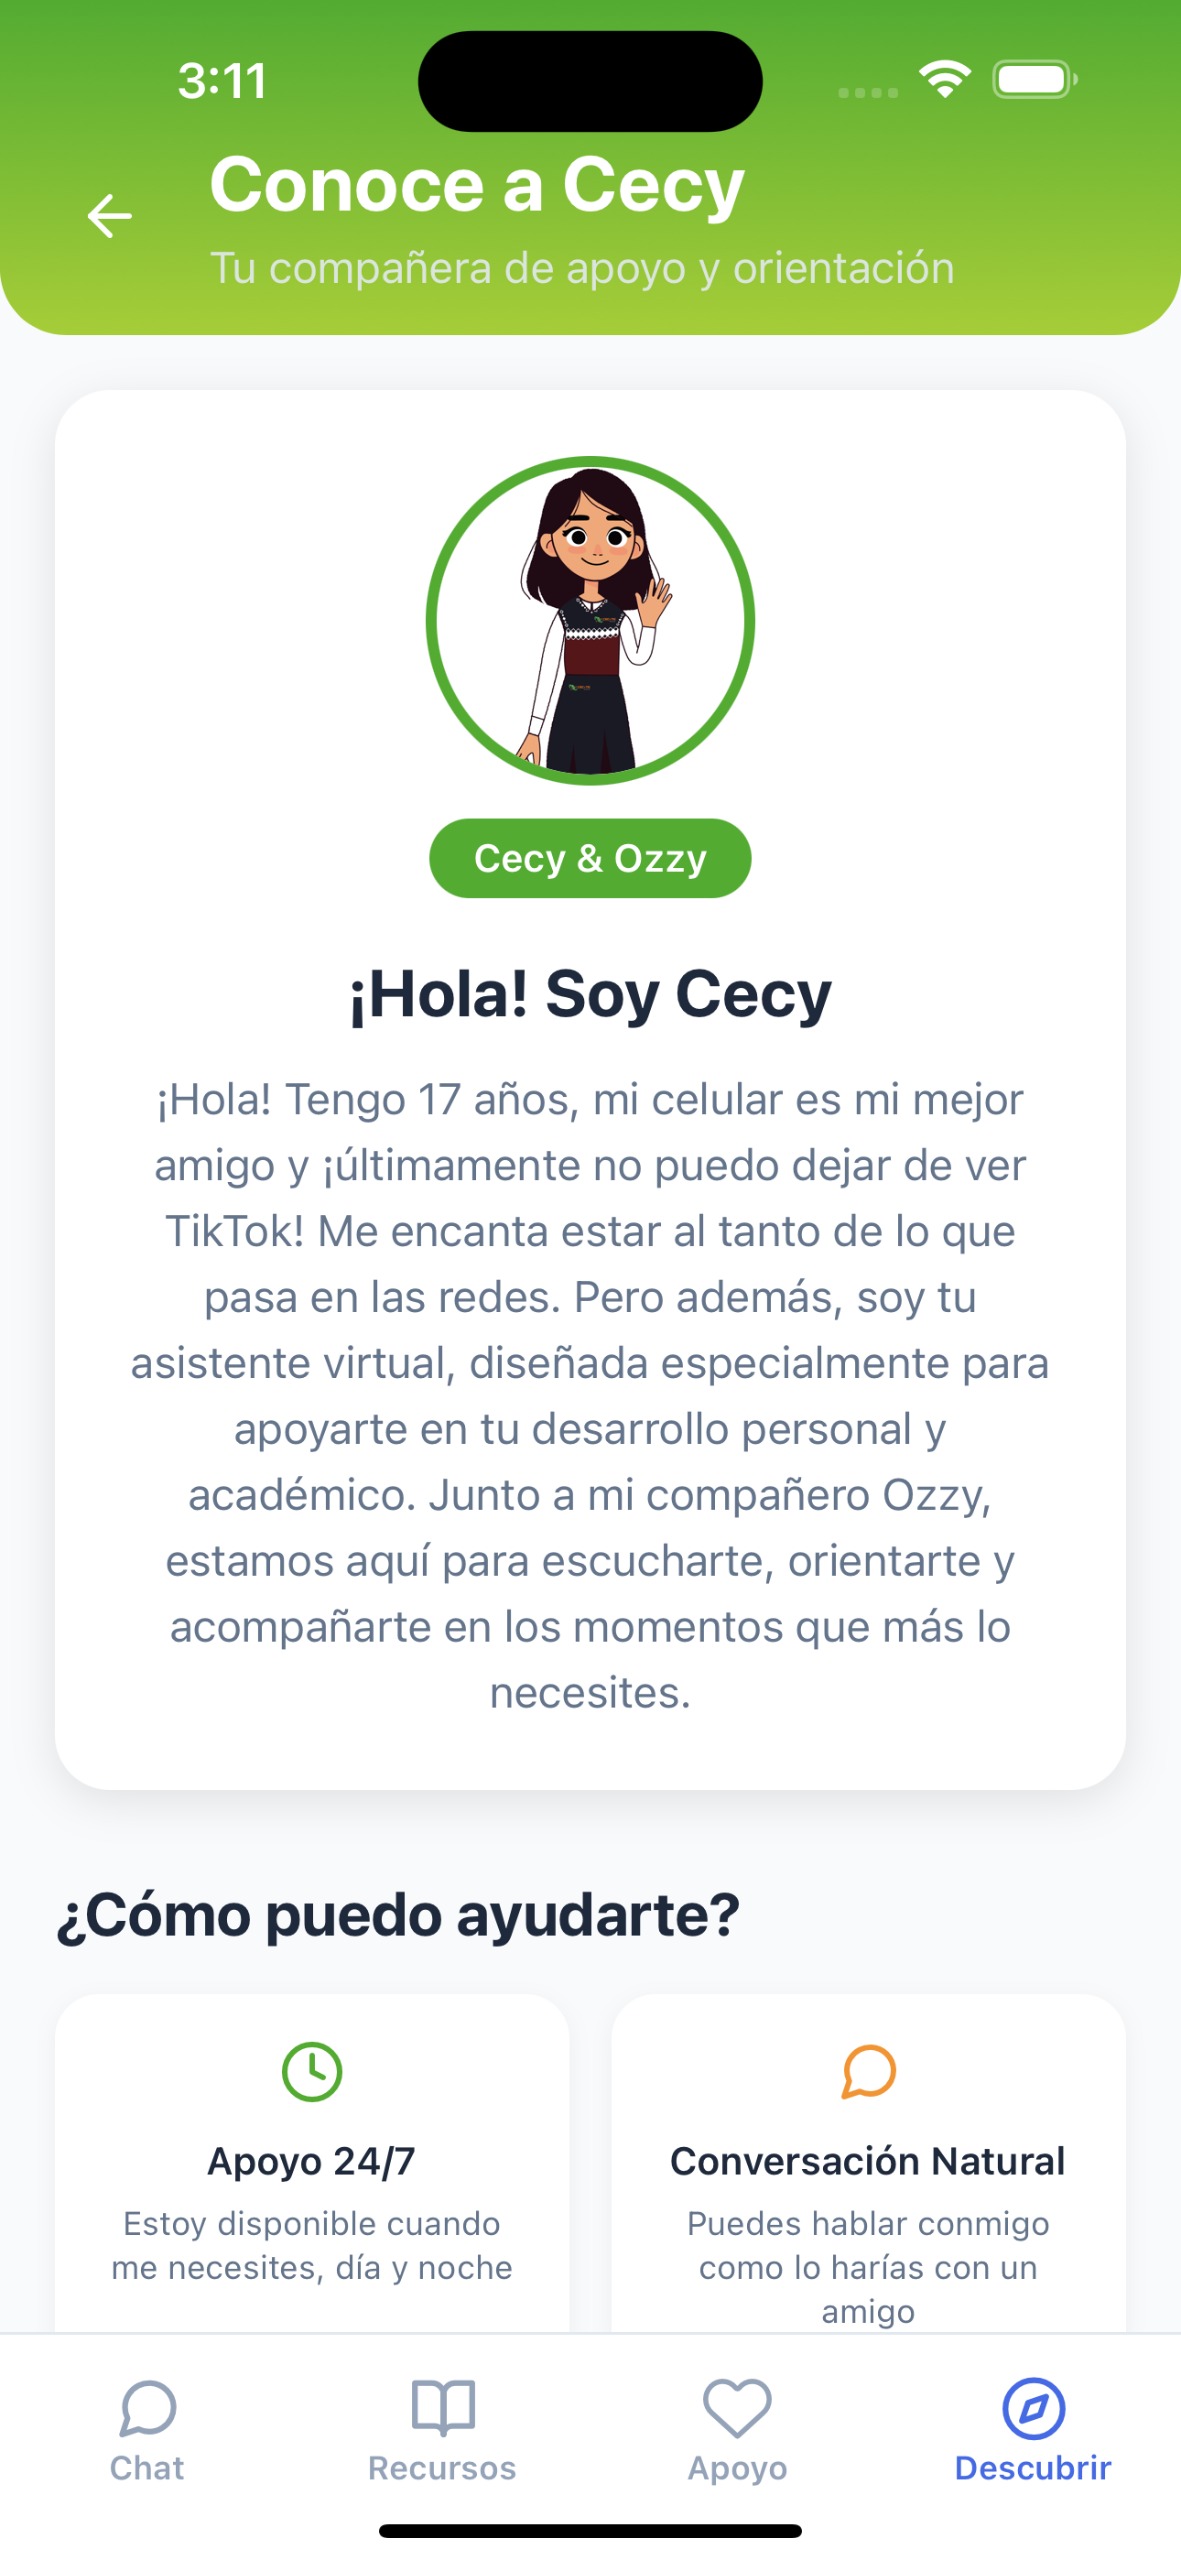 3:11
Conoce a Cecy
Tu compañera de apoyo y orientación
Cecy & Ozzy
¡Hola! Soy Cecy
¡Hola! Tengo 17 años, mi celular es mi mejor
amigo y ¡últimamente no puedo dejar de ver
TikTok! Me encanta estar al tanto de lo que
pasa en las redes. Pero además, soy tu
asistente virtual, diseñada especialmente para
apoyarte en tu desarrollo personal y
académico. Junto a mi compañero Ozzy,
estamos aquí para escucharte, orientarte y
acompañarte en los momentos que más lo
necesites.
¿Cómo puedo ayudarte?
Apoyo 24/7
Estoy disponible cuando
me necesites, día y noche
Conversación Natural
Puedes hablar conmigo
como lo harías con un
amigo
Chat
Recursos
Apoyo
Descubrir